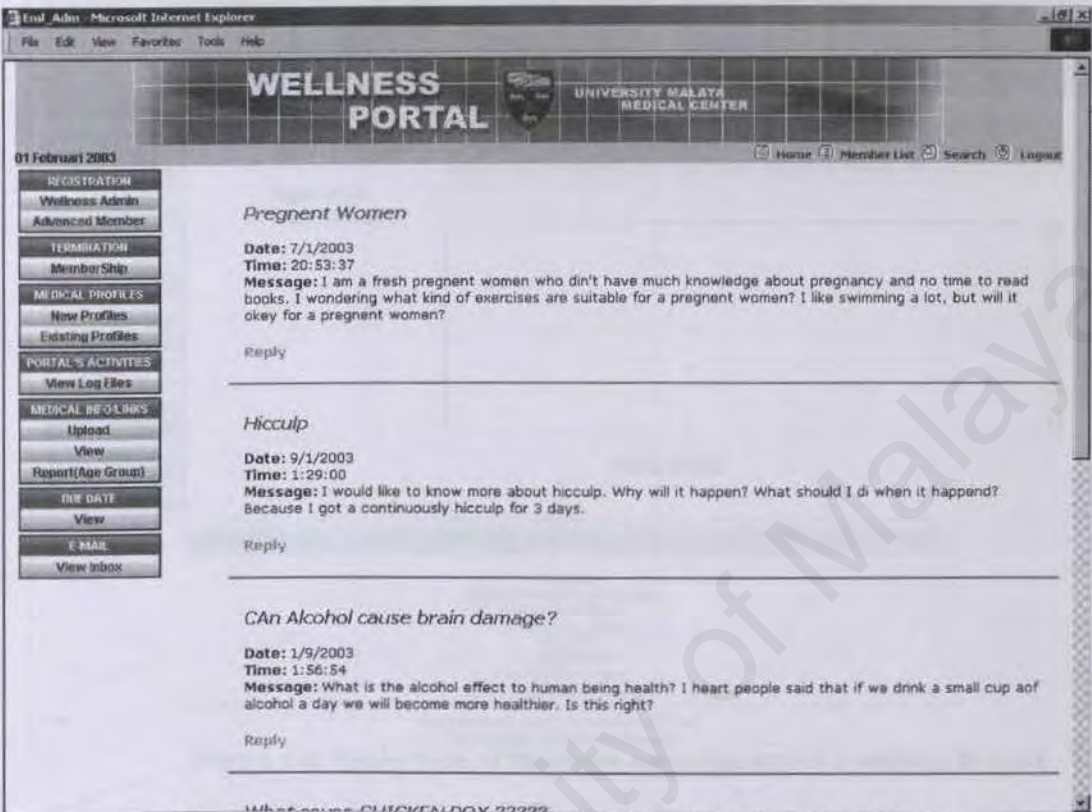 Eml_Adm - Microsoft Internet Explorer
File Edit View Favorites Tools Help
WELLNESS
PORTAL
UNIVERSITY MALAYA
MEDICAL CENTER
01 Februari 2003
Home Member List Search Logout
REGISTRATION
Wellness Admin
Advanced Member
TERMINATION
MemberShip
MEDICAL PROFILES
New Profiles
Existing Profiles
PORTAL'S ACTIVITIES
View Log Files
MEDICAL INFO/LINKS
Upload
View
Report(Age Group)
DUE DATE
View
E-MAIL
View Inbox
Pregnent Women
Date: 7/1/2003
Time: 20:53:37
Message: I am a fresh pregnent women who din't have much knowledge about pregnancy and no time to read
books. I wondering what kind of exercises are suitable for a pregnent women? I like swimming a lot, but will it
okey for a pregnent women?
Reply
Hicculp
Date: 9/1/2003
Time: 1:29:00
Message: I would like to know more about hicculp. Why will it happen? What should I di when it happend?
Because I got a continuously hicculp for 3 days.
Reply
CAn Alcohol cause brain damage?
Date: 1/9/2003
Time: 1:56:54
Message: What is the alcohol effect to human being health? I heart people said that if we drink a small cup aof
alcohol a day we will become more healthier. Is this right?
Reply
What cause CHICKENPOX ?????
ity of Malaya